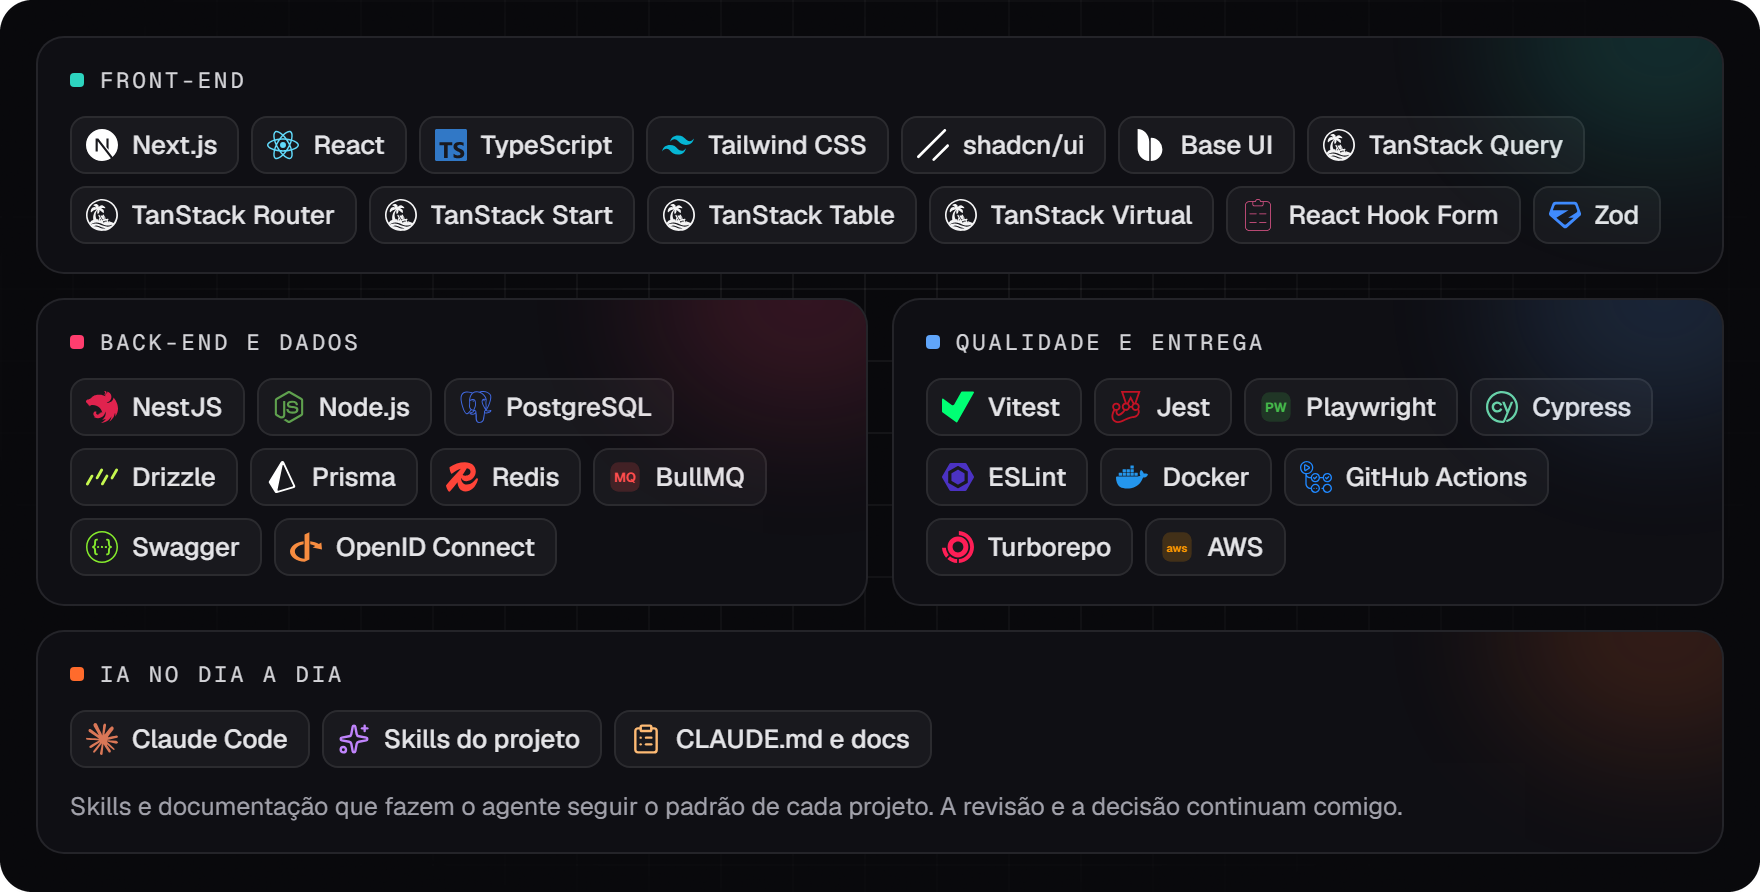 FRONT-END
Next.js React TS TypeScript Tailwind CSS shadcn/ui Base UI TanStack Query
TanStack Router TanStack Start TanStack Table TanStack Virtual React Hook Form Zod
BACK-END E DADOS
NestJS JS Node.js PostgreSQL
Drizzle Prisma Redis MQ BullMQ
{··} Swagger OpenID Connect
QUALIDADE E ENTREGA
Vitest Jest PW Playwright cy Cypress
ESLint Docker GitHub Actions
Turborepo aws AWS
IA NO DIA A DIA
Claude Code Skills do projeto CLAUDE.md e docs
Skills e documentação que fazem o agente seguir o padrão de cada projeto. A revisão e a decisão continuam comigo.